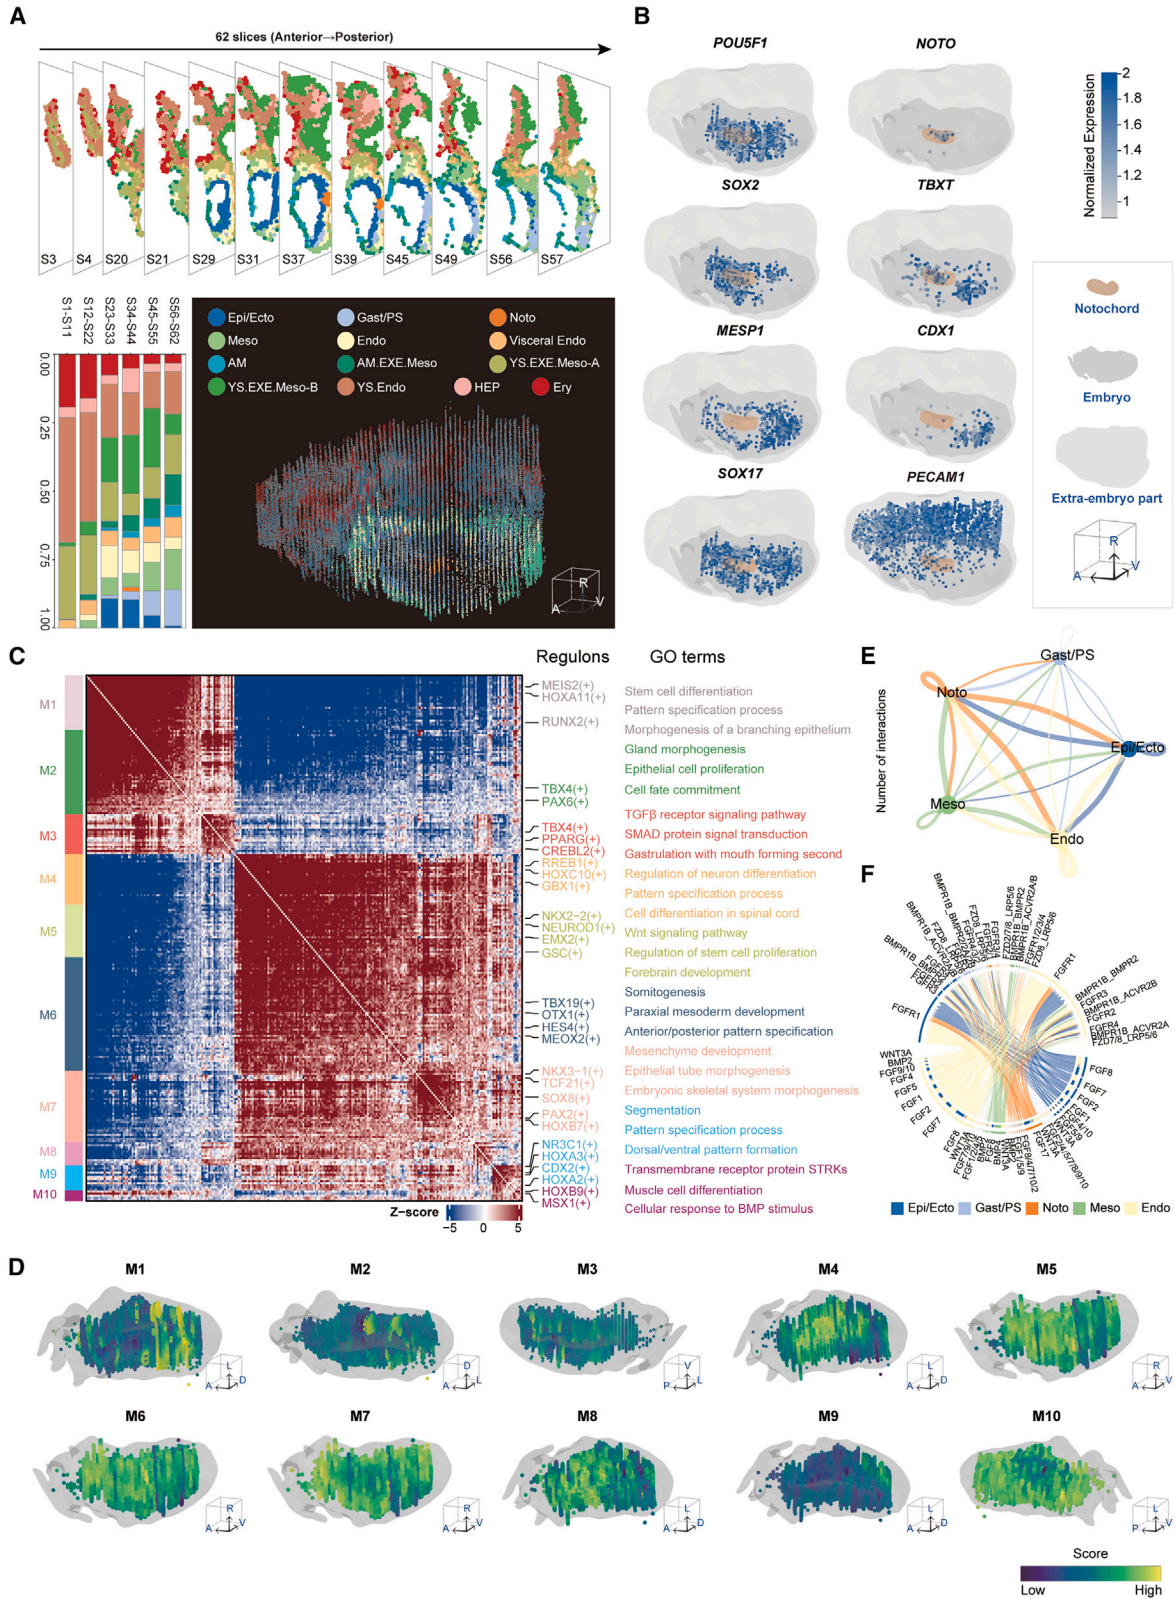 A
62 slices (Anterior→Posterior)
S3
S4
S20
S21
S29
S31
S37
S39
S45
S49
S56
S57
S1-S11
S12-S22
S23-S33
S34-S44
S45-S55
S56-S62
0.00
0.25
0.50
0.75
1.00
Epi/Ecto
Gast/PS
Noto
Meso
Endo
Visceral Endo
AM
AM.EXE.Meso
YS.EXE.Meso-A
YS.EXE.Meso-B
YS.Endo
HEP
Ery
R
A
V
B
POU5F1
NOTO
SOX2
TBXT
MESP1
CDX1
SOX17
PECAM1
Normalized Expression
2
1.8
1.6
1.4
1.2
1
Notochord
Embryo
Extra-embryo part
R
A
V
C
Regulons
GO terms
M1
M2
M3
M4
M5
M6
M7
M8
M9
M10
MEIS2(+)
HOXA11(+)
RUNX2(+)
TBX4(+)
PAX6(+)
TBX4(+)
PPARG(+)
CREBL2(+)
RREB1(+)
HOXC10(+)
GBX1(+)
NKX2-2(+)
NEUROD1(+)
EMX2(+)
GSC(+)
TBX19(+)
OTX1(+)
HES4(+)
MEOX2(+)
NKX3-1(+)
TCF21(+)
SOX8(+)
PAX2(+)
HOXB7(+)
NR3C1(+)
HOXA3(+)
CDX2(+)
HOXA2(+)
HOXB9(+)
MSX1(+)
Stem cell differentiation
Pattern specification process
Morphogenesis of a branching epithelium
Gland morphogenesis
Epithelial cell proliferation
Cell fate commitment
TGFβ receptor signaling pathway
SMAD protein signal transduction
Gastrulation with mouth forming second
Regulation of neuron differentiation
Pattern specification process
Cell differentiation in spinal cord
Wnt signaling pathway
Regulation of stem cell proliferation
Forebrain development
Somitogenesis
Paraxial mesoderm development
Anterior/posterior pattern specification
Mesenchyme development
Epithelial tube morphogenesis
Embryonic skeletal system morphogenesis
Segmentation
Pattern specification process
Dorsal/ventral pattern formation
Transmembrane receptor protein STRKs
Muscle cell differentiation
Cellular response to BMP stimulus
Z-score
-5
0
5
E
Number of interactions
Gast/PS
Noto
Epi/Ecto
Meso
Endo
F
FGFR1
FGFR1
BMPR1B_BMPR2
FGFR3
BMPR1B_ACVR2B
FGFR2
FGFR4
BMPR1B_ACVR2A
FZD7/8_LRP5/6
WNT3A
BMP2
FGF9/10
FGF4
FGF5
FGF1
FGF2
FGF7
FGF8
FGF8
FGF7
FGF2
FGF1
FGF17
Epi/Ecto
Gast/PS
Noto
Meso
Endo
D
M1
M2
M3
M4
M5
L
A
D
D
A
L
V
P
L
L
A
D
R
A
V
M6
M7
M8
M9
M10
R
A
V
R
A
V
L
A
D
L
A
D
L
P
V
Score
Low
High